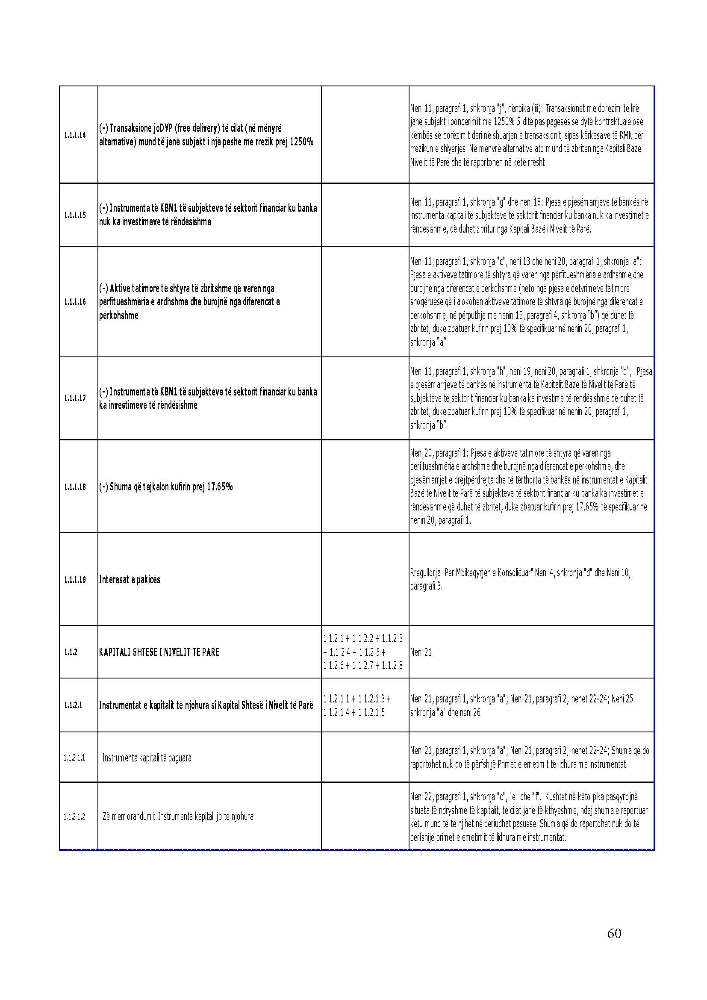 1.1.1.14
(-) Transaksione joDVP (free delivery) të cilat (në mënyrë
alternative) mund të jenë subjekt i një peshe me rrezik prej 1250%
Neni 11, paragrafi 1, shkronja "j", nënpika (iii): Transaksionet me dorëzim të lirë
janë subjekt i ponderimit me 1250% 5 ditë pas pagesës së dytë kontraktuale ose
këmbës së dorëzimit deri në shuarjen e transaksionit, sipas kërkesave të RMK për
rrezikun e shlyerjes. Në mënyrë alternative ato mund të zbriten nga Kapitali Bazë i
Nivelit të Parë dhe të raportohen në këtë rresht.
1.1.1.15
(-) Instrumenta të KBN1 të subjekteve të sektorit financiar ku banka
nuk ka investimeve të rëndësishme
Neni 11, paragrafi 1, shkronja "g" dhe neni 18: Pjesa e pjesëmarrjeve të bankës në
instrumenta kapitali të subjekteve të sektorit financiar ku banka nuk ka investimet e
rëndësishme, që duhet zbritur nga Kapitali Bazë i Nivelit të Parë.
1.1.1.16
(-) Aktive tatimore të shtyra të zbritshme që varen nga
përfitueshmëria e ardhshme dhe burojnë nga diferencat e
përkohshme
Neni 11, paragrafi 1, shkronja "c", neni 13 dhe neni 20, paragrafi 1, shkronja "a":
Pjesa e aktiveve tatimore të shtyra që varen nga përfitueshmëria e ardhshme dhe
burojnë nga diferencat e përkohshme (neto nga pjesa e detyrimeve tatimore
shoqëruese që i alokohen aktiveve tatimore të shtyra që burojnë nga diferencat e
përkohshme, në përputhje me nenin 13, paragrafi 4, shkronja “b”) që duhet të
zbritet, duke zbatuar kufirin prej 10% të specifikuar në nenin 20, paragrafi 1,
shkronja “a”.
1.1.1.17
(-) Instrumenta të KBN1 të subjekteve të sektorit financiar ku banka
ka investimeve të rëndësishme
Neni 11, paragrafi 1, shkronja "h", neni 19, neni 20, paragrafi 1, shkronja "b", Pjesa
e pjesëmarrjeve të bankës në instrumenta të Kapitalit Bazë të Nivelit të Parë të
subjekteve të sektorit financiar ku banka ka investime të rëndësishme që duhet të
zbritet, duke zbatuar kufirin prej 10% të specifikuar në nenin 20, paragrafi 1,
shkronja “b”.
1.1.1.18
(-) Shuma që tejkalon kufirin prej 17.65%
Neni 20, paragrafi 1: Pjesa e aktiveve tatimore të shtyra që varen nga
përfitueshmëria e ardhshme dhe burojnë nga diferencat e përkohshme, dhe
pjesëmarrjet e drejtpërdrejta dhe të tërthorta të bankës në instrumentat e Kapitalit
Bazë të Nivelit të Parë të subjekteve të sektorit financiar ku banka ka investimet e
rëndësishme që duhet të zbritet, duke zbatuar kufirin prej 17.65% të specifikuar në
nenin 20, paragrafi 1.
1.1.1.19
Interesat e pakicës
Rregullorja "Per Mbikeqyrjen e Konsoliduar" Neni 4, shkronja "d" dhe Neni 10,
paragrafi 3.
1.1.2
KAPITALI SHTESE I NIVELIT TE PARE
1.1.2.1 + 1.1.2.2 + 1.1.2.3
+ 1.1.2.4 + 1.1.2.5 +
1.1.2.6 + 1.1.2.7 + 1.1.2.8
Neni 21
1.1.2.1
Instrumentat e kapitalit të njohura si Kapital Shtesë i Nivelit të Parë
1.1.2.1.1 + 1.1.2.1.3 +
1.1.2.1.4 + 1.1.2.1.5
Neni 21, paragrafi 1, shkronja "a"; Neni 21, paragrafi 2; nenet 22-24; Neni 25
shkronja "a" dhe neni 26
1.1.2.1.1
Instrumenta kapitali të paguara
Neni 21, paragrafi 1, shkronja "a"; Neni 21, paragrafi 2; nenet 22-24; Shuma që do
raportohet nuk do të përfshijë Primet e emetimit të lidhura me instrumentat.
1.1.2.1.2
Zë memorandumi: Instrumenta kapitali jo te njohura
Neni 22, paragrafi 1, shkronja "c", "e" dhe "f". Kushtet në këto pika pasqyrojnë
situata të ndryshme të kapitalit, të cilat janë të kthyeshme, ndaj shuma e raportuar
këtu mund të të njihet në periudhat pasuese. Shuma që do raportohet nuk do të
përfshijë primet e emetimit të lidhura me instrumentat.
60